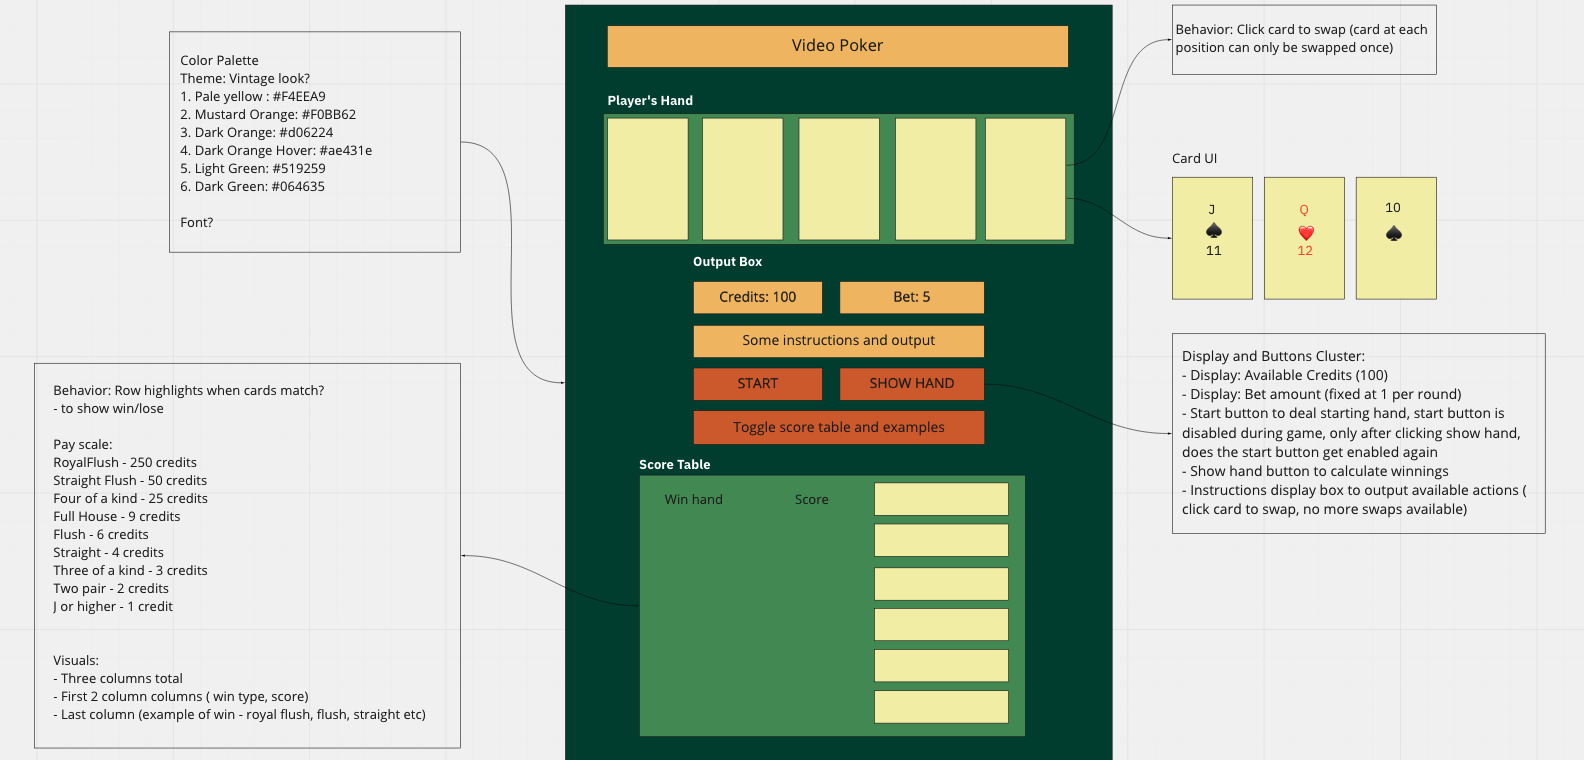 Color Palette
Theme: Vintage look?
1. Pale yellow : #F4EEA9
2. Mustard Orange: #F0BB62
3. Dark Orange: #d06224
4. Dark Orange Hover: #ae431e
5. Light Green: #519259
6. Dark Green: #064635
Font?
Behavior: Row highlights when cards match?
- to show win/lose
Pay scale:
RoyalFlush - 250 credits
Straight Flush - 50 credits
Four of a kind - 25 credits
Full House - 9 credits
Flush - 6 credits
Straight - 4 credits
Three of a kind - 3 credits
Two pair - 2 credits
J or higher - 1 credit
Visuals:
- Three columns total
- First 2 column columns ( win type, score)
- Last column (example of win - royal flush, flush, straight etc)
Video Poker
Player's Hand
Output Box
Credits: 100
Bet: 5
Some instructions and output
START
SHOW HAND
Toggle score table and examples
Score Table
Win hand
Score
Behavior: Click card to swap (card at each
position can only be swapped once)
Card UI
J
♠
11
Q
♥
12
10
♠
Display and Buttons Cluster:
- Display: Available Credits (100)
- Display: Bet amount (fixed at 1 per round)
- Start button to deal starting hand, start button is
disabled during game, only after clicking show hand,
does the start button get enabled again
- Show hand button to calculate winnings
- Instructions display box to output available actions (
click card to swap, no more swaps available)